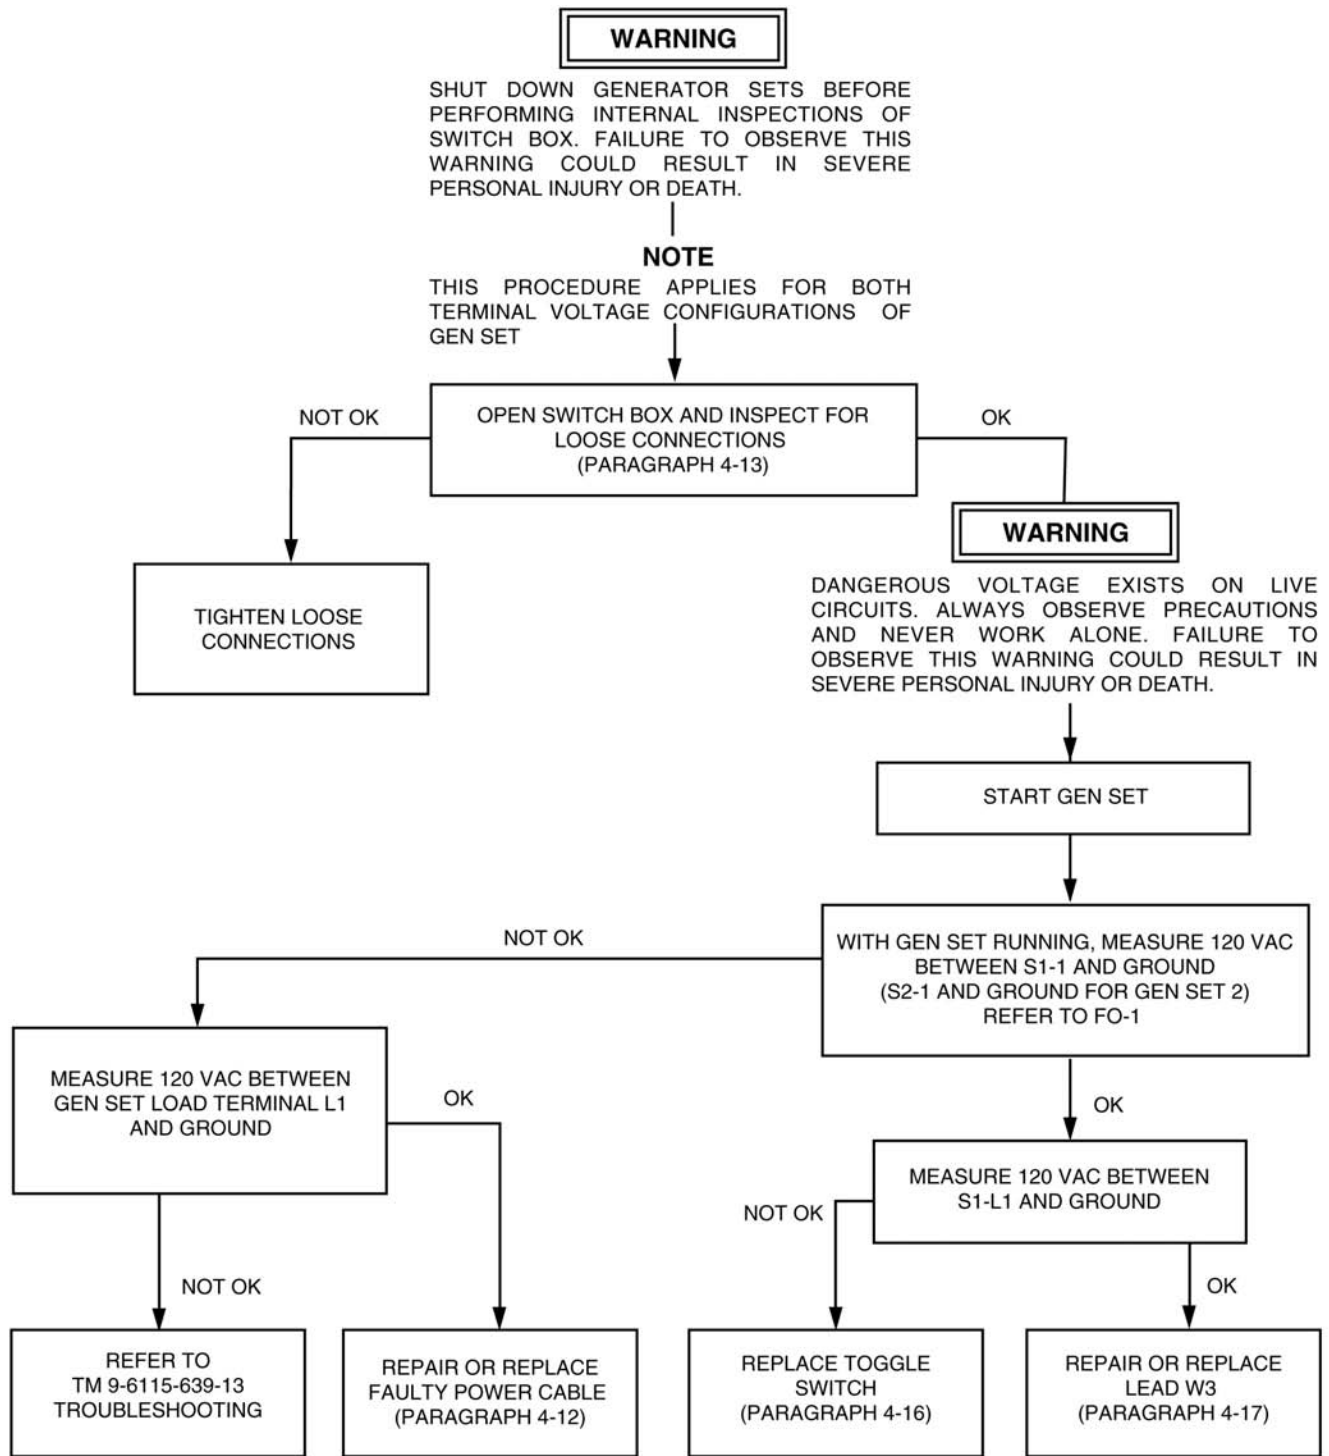 WARNING
SHUT DOWN GENERATOR SETS BEFORE
PERFORMING INTERNAL INSPECTIONS OF
SWITCH BOX. FAILURE TO OBSERVE THIS
WARNING COULD RESULT IN SEVERE
PERSONAL INJURY OR DEATH.
NOTE
THIS PROCEDURE APPLIES FOR BOTH
TERMINAL VOLTAGE CONFIGURATIONS OF
GEN SET
NOT OK
OPEN SWITCH BOX AND INSPECT FOR
LOOSE CONNECTIONS
(PARAGRAPH 4-13)
OK
TIGHTEN LOOSE
CONNECTIONS
WARNING
DANGEROUS VOLTAGE EXISTS ON LIVE
CIRCUITS. ALWAYS OBSERVE PRECAUTIONS
AND NEVER WORK ALONE. FAILURE TO
OBSERVE THIS WARNING COULD RESULT IN
SEVERE PERSONAL INJURY OR DEATH.
START GEN SET
WITH GEN SET RUNNING, MEASURE 120 VAC
BETWEEN S1-1 AND GROUND
(S2-1 AND GROUND FOR GEN SET 2)
REFER TO FO-1
NOT OK
MEASURE 120 VAC BETWEEN
GEN SET LOAD TERMINAL L1
AND GROUND
OK
NOT OK
REFER TO
TM 9-6115-639-13
TROUBLESHOOTING
REPAIR OR REPLACE
FAULTY POWER CABLE
(PARAGRAPH 4-12)
OK
MEASURE 120 VAC BETWEEN
S1-L1 AND GROUND
NOT OK
OK
REPLACE TOGGLE
SWITCH
(PARAGRAPH 4-16)
REPAIR OR REPLACE
LEAD W3
(PARAGRAPH 4-17)